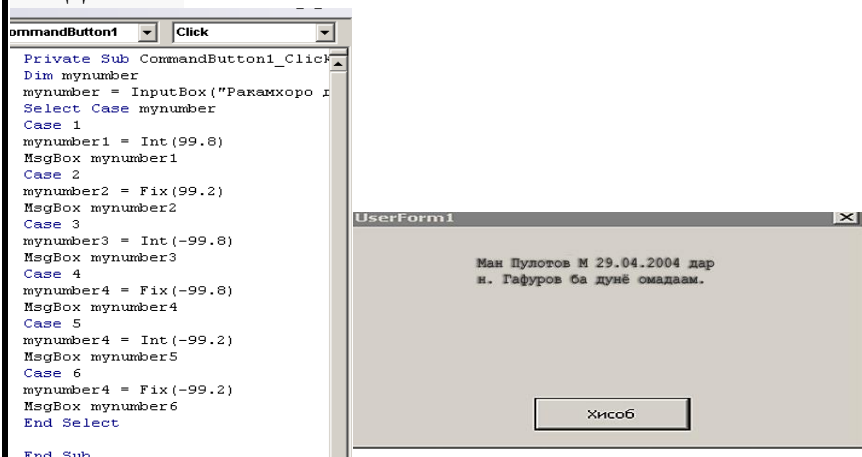 ommandButton1 Click
Private Sub CommandButton1_Click
Dim mynumber
mynumber = InputBox("Ракамхоро д
Select Case mynumber
Case 1
mynumber1 = Int(99.8)
MsgBox mynumber1
Case 2
mynumber2 = Fix(99.2)
MsgBox mynumber2
Case 3
mynumber3 = Int(-99.8)
MsgBox mynumber3
Case 4
mynumber4 = Fix(-99.8)
MsgBox mynumber4
Case 5
mynumber4 = Int(-99.2)
MsgBox mynumber5
Case 6
mynumber4 = Fix(-99.2)
MsgBox mynumber6
End Select
End Sub
UserForm1
Ман Пулотов М 29.04.2004 дар
н. Гафуров ба дунё омадаам.
Хисоб